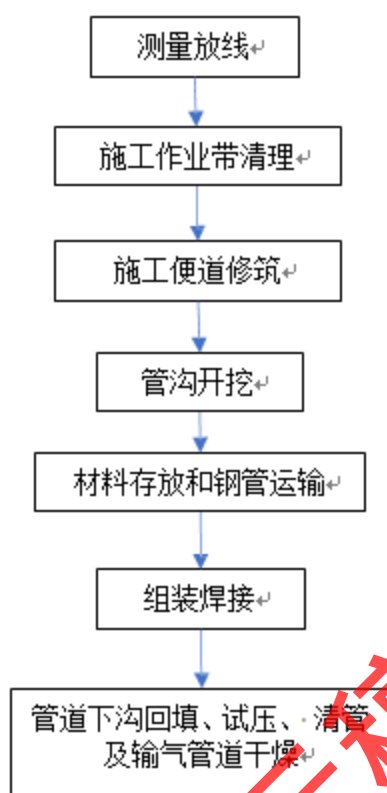 测量放线
施工作业带清理
施工便道修筑
管沟开挖
材料存放和钢管运输
组装焊接
管道下沟回填、试压、清管
及输气管道干燥